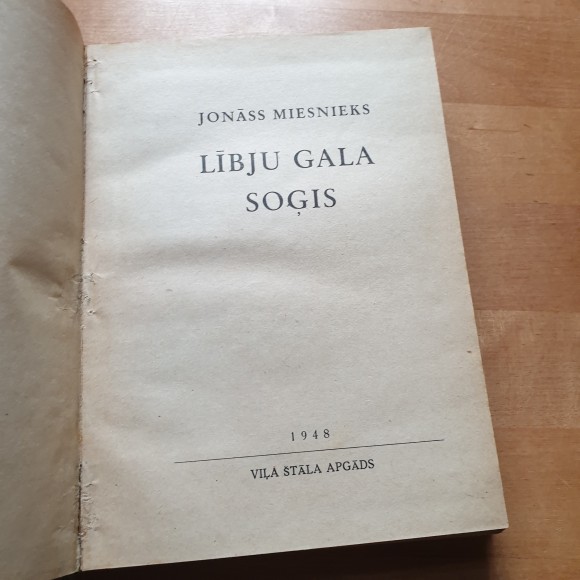 JONĀSS MIESNIEKS
LĪBJU GALA
SOĢIS
1948
VIĻA ŠTĀLA APGĀDS